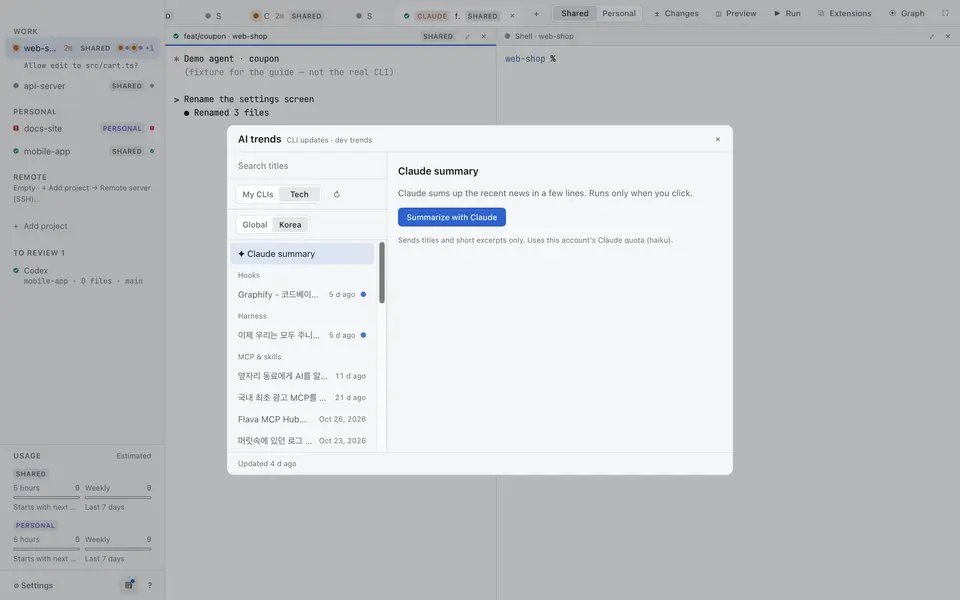 WORK
web-s... 2m SHARED +1
Allow edit to src/cart.ts?
api-server SHARED
PERSONAL
docs-site PERSONAL
mobile-app SHARED
REMOTE
Empty · + Add project → Remote server (SSH)...
+ Add project
TO REVIEW 1
Codex
mobile-app · 0 files · main
USAGE Estimated
SHARED
5 hours 0 Weekly 0
Starts with next ... Last 7 days
PERSONAL
5 hours 0 Weekly 0
Starts with next ... Last 7 days
Settings ?
S
C 2m SHARED
S
CLAUDE f. SHARED ×
+
Shared Personal
Changes
Preview
Run
Extensions
Graph
feat/coupon · web-shop SHARED
Shell · web-shop
Demo agent · coupon
(fixture for the guide — not the real CLI)
> Rename the settings screen
● Renamed 3 files
web-shop %
AI trends CLI updates · dev trends ×
Search titles
My CLIs Tech
Global Korea
✦ Claude summary
Hooks
Graphify - 코드베이... 5 d ago
Harness
이제 우리는 모두 주니... 5 d ago
MCP & skills
옆자리 동료에게 AI를 알... 11 d ago
국내 최초 광고 MCP를 ... 21 d ago
Flava MCP Hub... Oct 26, 2026
머릿속에 있던 로그 ... Oct 23, 2026
Updated 4 d ago
Claude summary
Claude sums up the recent news in a few lines. Runs only when you click.
Summarize with Claude
Sends titles and short excerpts only. Uses this account's Claude quota (haiku).